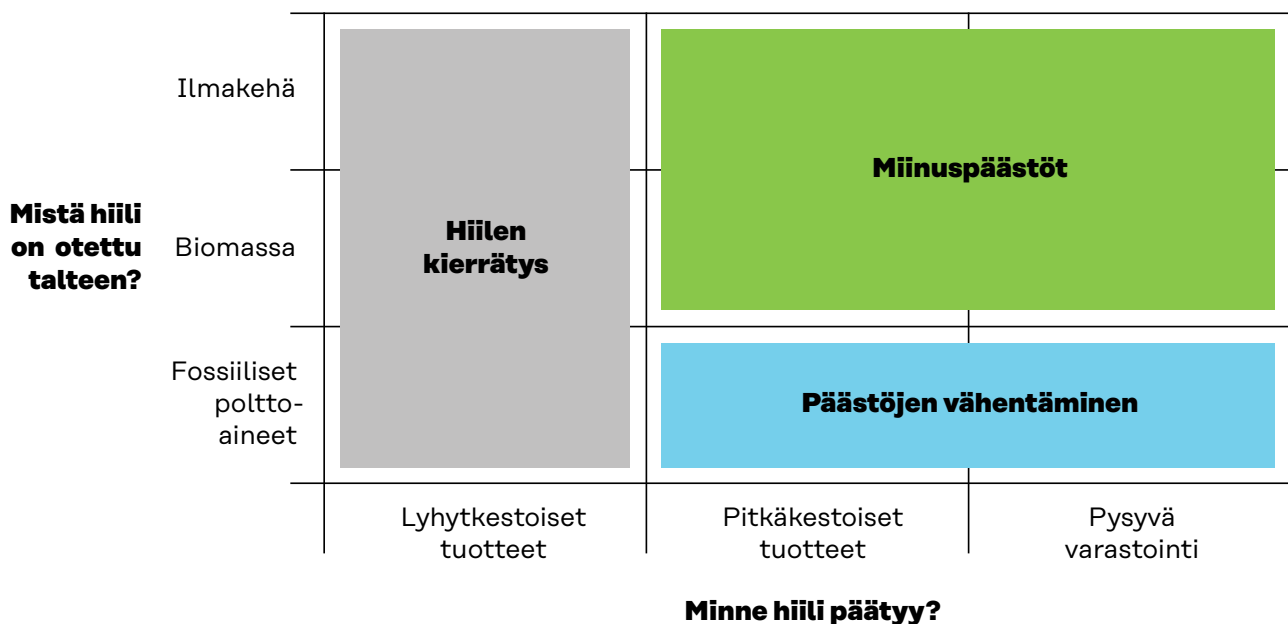 Ilmakehä
Miinuspäästöt
Mistä hiili
on otettu
talteen?
Biomassa
Hiilen
kierrätys
Fossiiliset
poltto-
aineet
Päästöjen vähentäminen
Lyhytkestoiset
tuotteet
Pitkäkestoiset
tuotteet
Pysyvä
varastointi
Minne hiili päätyy?